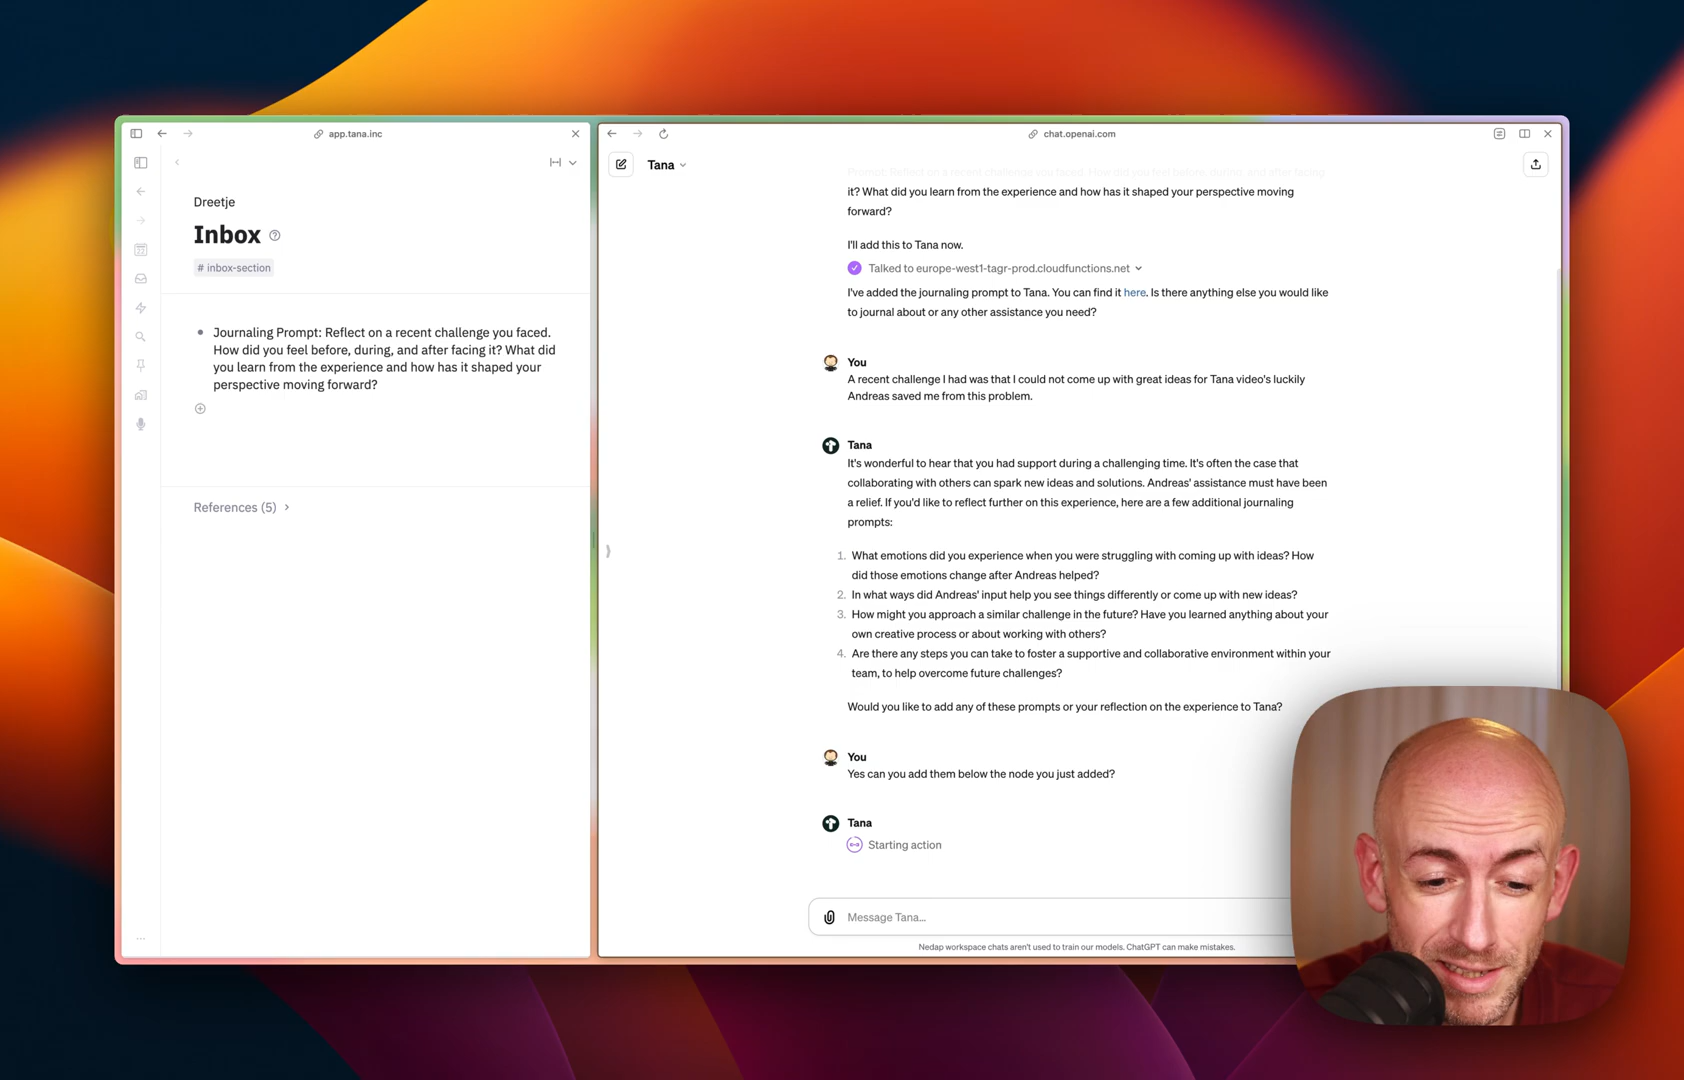 app.tana.inc
Dreetje
Inbox
# inbox-section
Journaling Prompt: Reflect on a recent challenge you faced.
How did you feel before, during, and after facing it? What did
you learn from the experience and how has it shaped your
perspective moving forward?
References (5)
chat.openai.com
Tana
Prompt: Reflect on a recent challenge you faced. How did you feel before, during, and after facing
it? What did you learn from the experience and how has it shaped your perspective moving
forward?
I'll add this to Tana now.
Talked to europe-west1-tagr-prod.cloudfunctions.net
I've added the journaling prompt to Tana. You can find it here. Is there anything else you would like
to journal about or any other assistance you need?
You
A recent challenge I had was that I could not come up with great ideas for Tana video's luckily
Andreas saved me from this problem.
Tana
It's wonderful to hear that you had support during a challenging time. It's often the case that
collaborating with others can spark new ideas and solutions. Andreas' assistance must have been
a relief. If you'd like to reflect further on this experience, here are a few additional journaling
prompts:
1. What emotions did you experience when you were struggling with coming up with ideas? How
did those emotions change after Andreas helped?
2. In what ways did Andreas' input help you see things differently or come up with new ideas?
3. How might you approach a similar challenge in the future? Have you learned anything about your
own creative process or about working with others?
4. Are there any steps you can take to foster a supportive and collaborative environment within your
team, to help overcome future challenges?
Would you like to add any of these prompts or your reflection on the experience to Tana?
You
Yes can you add them below the node you just added?
Tana
Starting action
Message Tana...
Nedap workspace chats aren't used to train our models. ChatGPT can make mistakes.